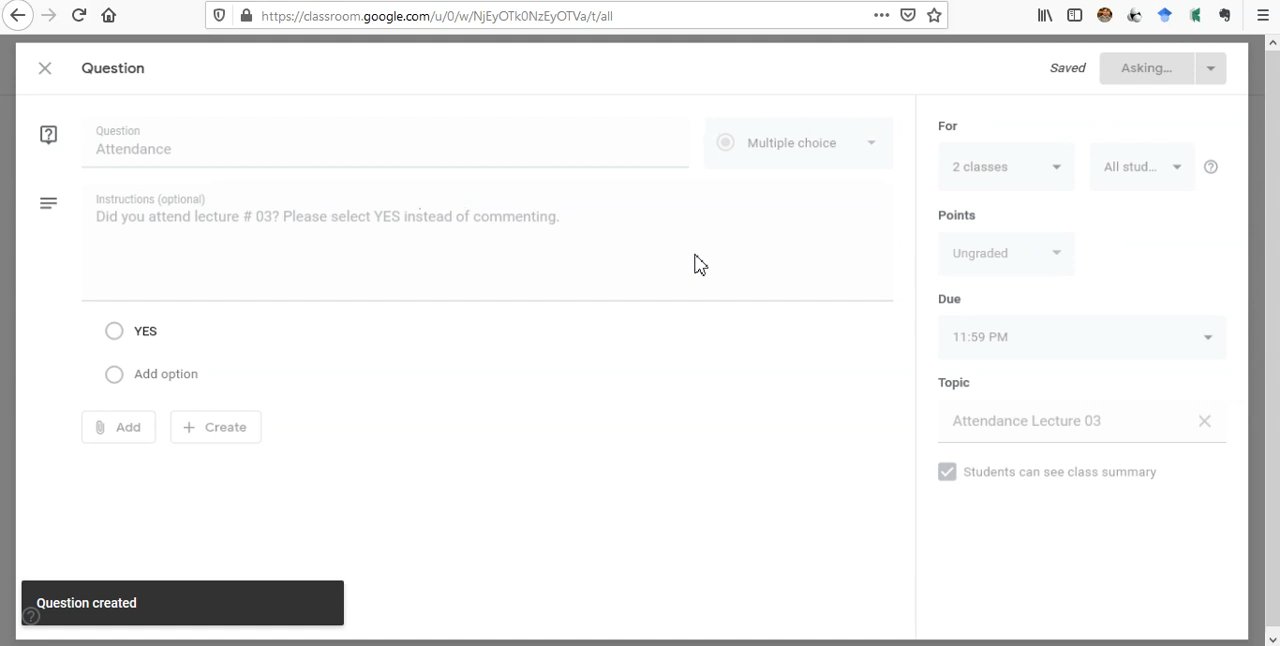 https://classroom.google.com/u/0/w/NjEyOTk0NzEyOTVa/t/all
Question
Saved
Asking...
Question
Attendance
Multiple choice
Instructions (optional)
Did you attend lecture # 03? Please select YES instead of commenting.
YES
Add option
Add
Create
For
2 classes
All stud...
Points
Ungraded
Due
11:59 PM
Topic
Attendance Lecture 03
Students can see class summary
Question created